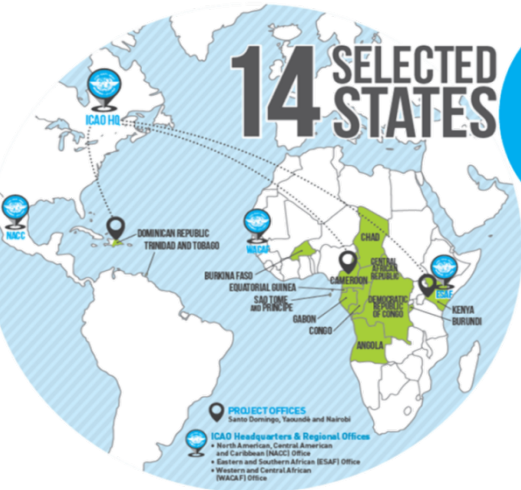 14 SELECTED
STATES
ICAO HQ
NACC
DOMINICAN REPUBLIC
TRINIDAD AND TOBAGO
WACAF
CHAD
CENTRAL
AFRICAN
REPUBLIC
BURKINA FASO
CAMEROON
EQUATORIAL GUINEA
SAO TOME
AND PRINCIPE
GABON
CONGO
DEMOCRATIC
REPUBLIC
OF CONGO
ESAF
KENYA
BURUNDI
ANGOLA
PROJECT OFFICES
Santo Domingo, Yaoundé and Nairobi
ICAO Headquarters & Regional Offices
• North American, Central American
and Caribbean (NACC) Office
• Eastern and Southern African (ESAF) Office
• Western and Central African
(WACAF) Office